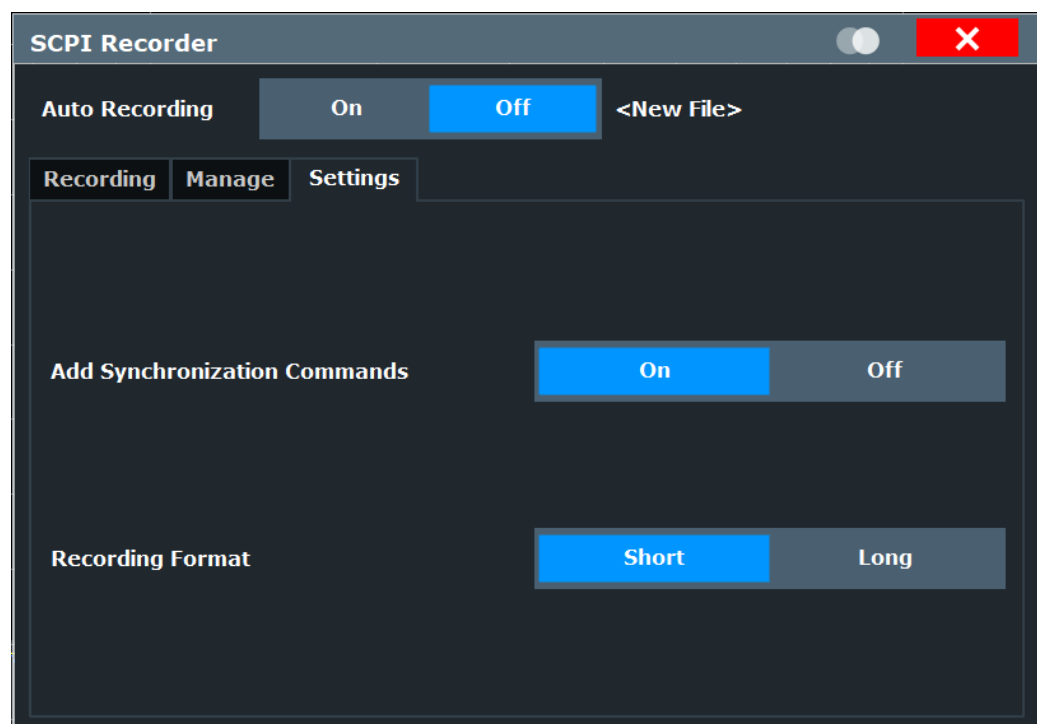 SCPI Recorder
Auto Recording On Off <New File>
Recording Manage Settings
Add Synchronization Commands On Off
Recording Format Short Long